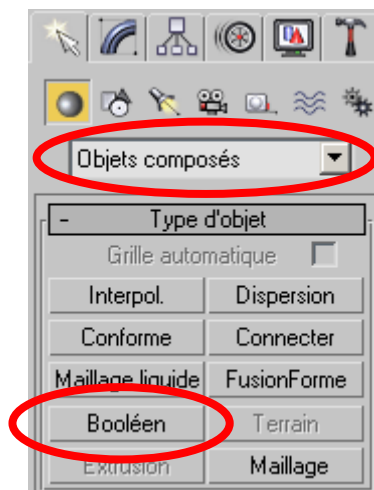 Objets composés
- Type d'objet
Grille automatique
Interpol. Dispersion
Conforme Connecter
Maillage liquide FusionForme
Booléen Terrain
Extrusion Maillage